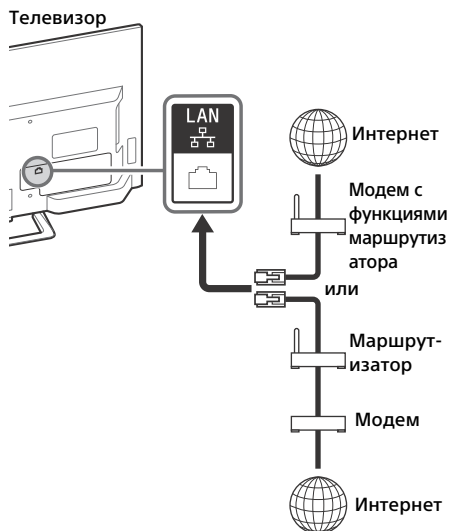 Телевизор
LAN
Интернет
Модем с
функциями
маршрутиз
атора
или
Маршрут-
изатор
Модем
Интернет